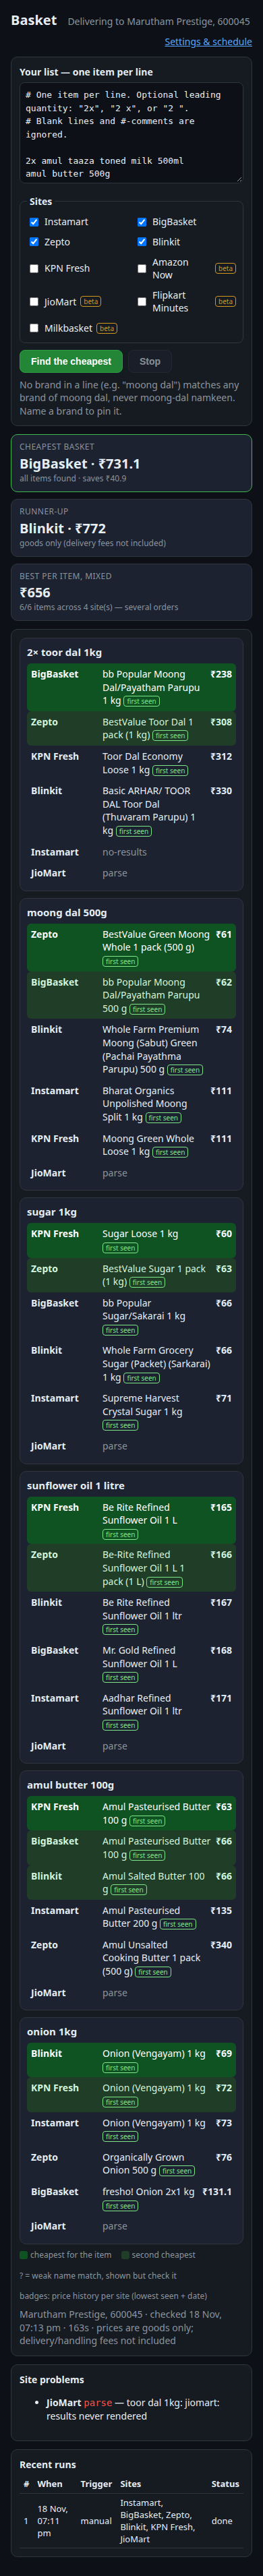 Basket Delivering to Marutham Prestige, 600045
Settings & schedule
Your list — one item per line
# One item per line. Optional leading
quantity: "2x", "2 x", or "2 ".
# Blank lines and #-comments are
ignored.
2x amul taaza toned milk 500ml
amul butter 500g
Sites
Instamart BigBasket
Zepto Blinkit
KPN Fresh Amazon Now beta
JioMart beta Flipkart Minutes beta
Milkbasket beta
Find the cheapest Stop
No brand in a line (e.g. "moong dal") matches any
brand of moong dal, never moong-dal namkeen.
Name a brand to pin it.
CHEAPEST BASKET
BigBasket · ₹731.1
all items found · saves ₹40.9
RUNNER-UP
Blinkit · ₹772
goods only (delivery fees not included)
BEST PER ITEM, MIXED
₹656
6/6 items across 4 site(s) — several orders
2× toor dal 1kg
BigBasket bb Popular Moong ₹238
Dal/Payatham Parupu
1 kg first seen
Zepto BestValue Toor Dal 1 ₹308
pack (1 kg) first seen
KPN Fresh Toor Dal Economy ₹312
Loose 1 kg first seen
Blinkit Basic ARHAR/ TOOR ₹330
DAL Toor Dal
(Thuvaram Parupu) 1
kg first seen
Instamart no-results
JioMart parse
moong dal 500g
Zepto BestValue Green Moong ₹61
Whole 1 pack (500 g)
first seen
BigBasket bb Popular Moong ₹62
Dal/Payatham Parupu
500 g first seen
Blinkit Whole Farm Premium ₹74
Moong (Sabut) Green
(Pachai Payathma
Parupu) 500 g first seen
Instamart Bharat Organics ₹111
Unpolished Moong
Split 1 kg first seen
KPN Fresh Moong Green Whole ₹111
Loose 1 kg first seen
JioMart parse
sugar 1kg
KPN Fresh Sugar Loose 1 kg ₹60
first seen
Zepto BestValue Sugar 1 pack ₹63
(1 kg) first seen
BigBasket bb Popular ₹66
Sugar/Sakarai 1 kg
first seen
Blinkit Whole Farm Grocery ₹66
Sugar (Packet) (Sarkarai)
1 kg first seen
Instamart Supreme Harvest ₹71
Crystal Sugar 1 kg
first seen
JioMart parse
sunflower oil 1 litre
KPN Fresh Be Rite Refined ₹165
Sunflower Oil 1 L
first seen
Zepto Be-Rite Refined ₹166
Sunflower Oil 1 L 1
pack (1 L) first seen
Blinkit Be Rite Refined ₹167
Sunflower Oil 1 ltr
first seen
BigBasket Mr. Gold Refined ₹168
Sunflower Oil 1 L
first seen
Instamart Aadhar Refined ₹171
Sunflower Oil 1 ltr
first seen
JioMart parse
amul butter 100g
KPN Fresh Amul Pasteurised Butter ₹63
100 g first seen
BigBasket Amul Pasteurised Butter ₹66
100 g first seen
Blinkit Amul Salted Butter 100 ₹66
g first seen
Instamart Amul Pasteurised ₹135
Butter 200 g first seen
Zepto Amul Unsalted ₹340
Cooking Butter 1 pack
(500 g) first seen
JioMart parse
onion 1kg
Blinkit Onion (Vengayam) 1 kg ₹69
first seen
KPN Fresh Onion (Vengayam) 1 kg ₹72
first seen
Instamart Onion (Vengayam) 1 kg ₹73
first seen
Zepto Organically Grown ₹76
Onion 500 g first seen
BigBasket fresho! Onion 2x1 kg ₹131.1
first seen
JioMart parse
cheapest for the item second cheapest
? = weak name match, shown but check it
badges: price history per site (lowest seen + date)
Marutham Prestige, 600045 · checked 18 Nov,
07:13 pm · 163s · prices are goods only;
delivery/handling fees not included
Site problems
• JioMart parse — toor dal 1kg: jiomart:
results never rendered
Recent runs
# When Trigger Sites Status
1 18 Nov, 07:11 pm manual Instamart, BigBasket, Zepto, Blinkit, KPN Fresh, JioMart done